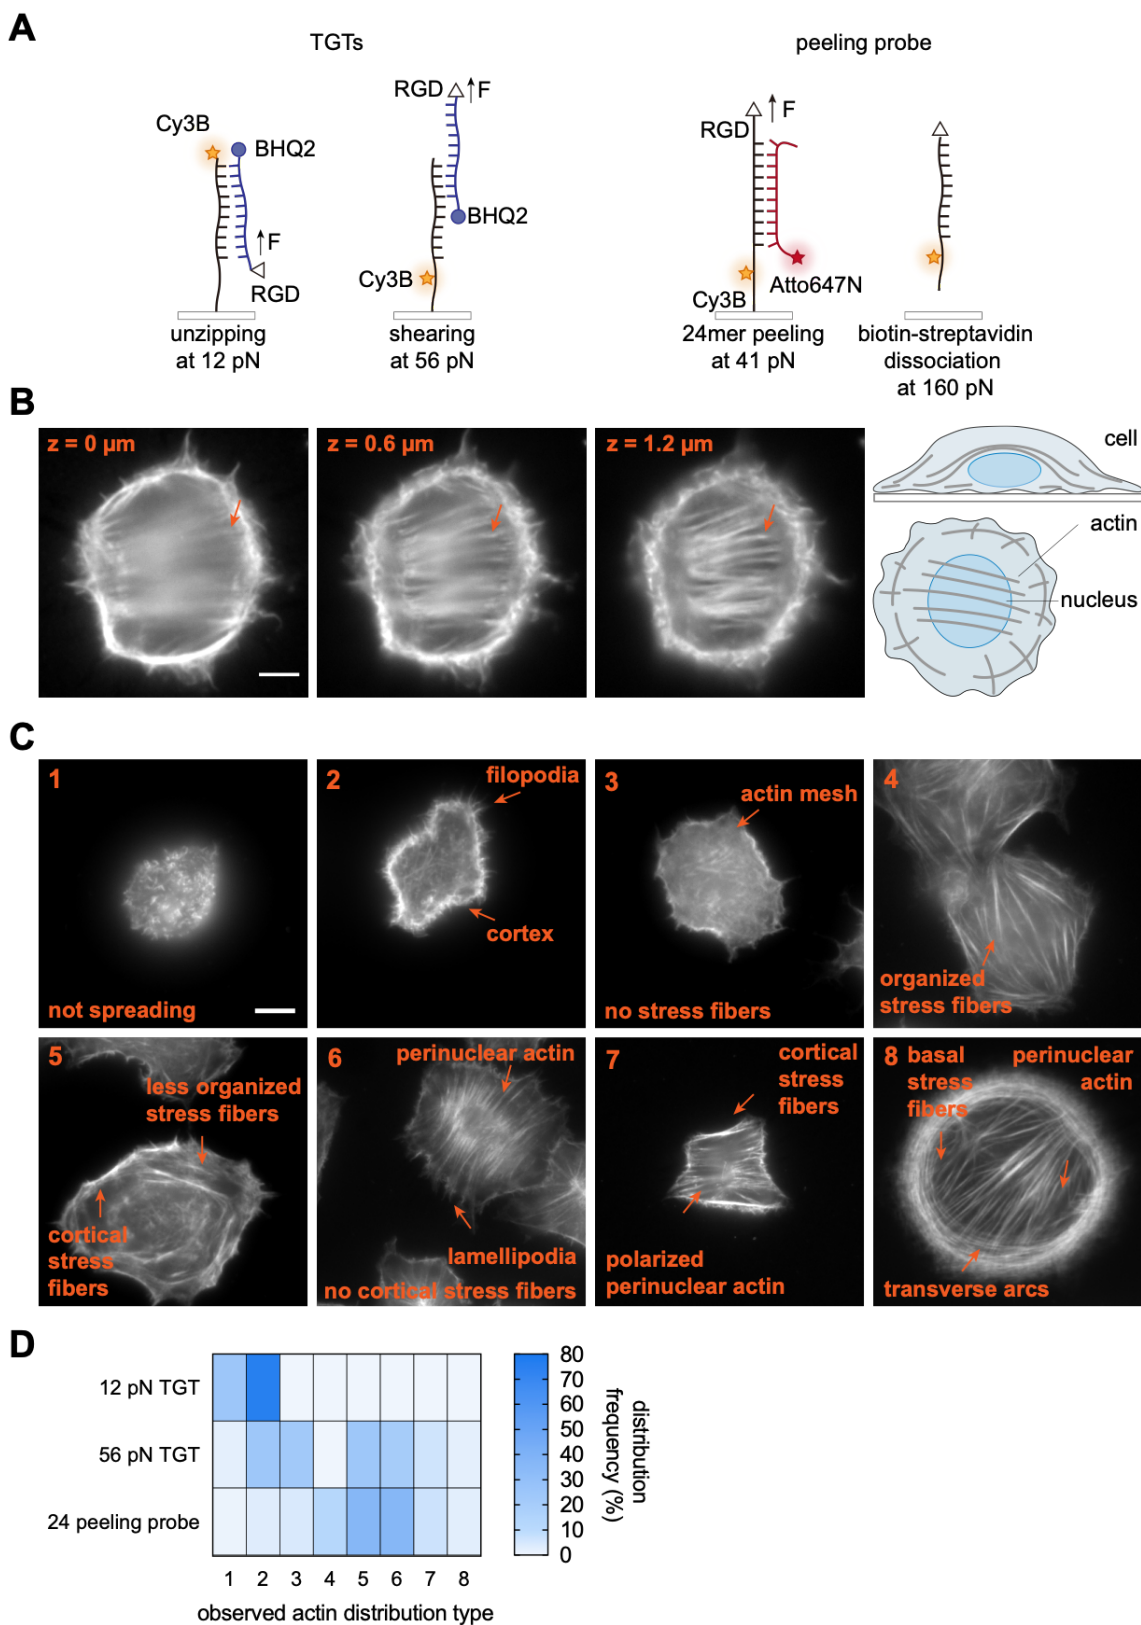 A
TGTs
peeling probe
RGD
F
Cy3B
BHQ2
F
RGD
BHQ2
Cy3B
RGD
F
Atto647N
Cy3B
unzipping
at 12 pN
shearing
at 56 pN
24mer peeling
at 41 pN
biotin-streptavidin
dissociation
at 160 pN
B
z = 0 µm
z = 0.6 µm
z = 1.2 µm
cell
actin
nucleus
C
1
not spreading
2
filopodia
cortex
3
actin mesh
no stress fibers
4
organized
stress fibers
5
less organized
stress fibers
cortical
stress
fibers
6
perinuclear actin
lamellipodia
no cortical stress fibers
7
cortical
stress
fibers
polarized
perinuclear actin
8
basal
stress
fibers
perinuclear
actin
transverse arcs
D
12 pN TGT
56 pN TGT
24 peeling probe
1 2 3 4 5 6 7 8
observed actin distribution type
80
70
60
50
40
30
20
10
0
distribution
frequency (%)